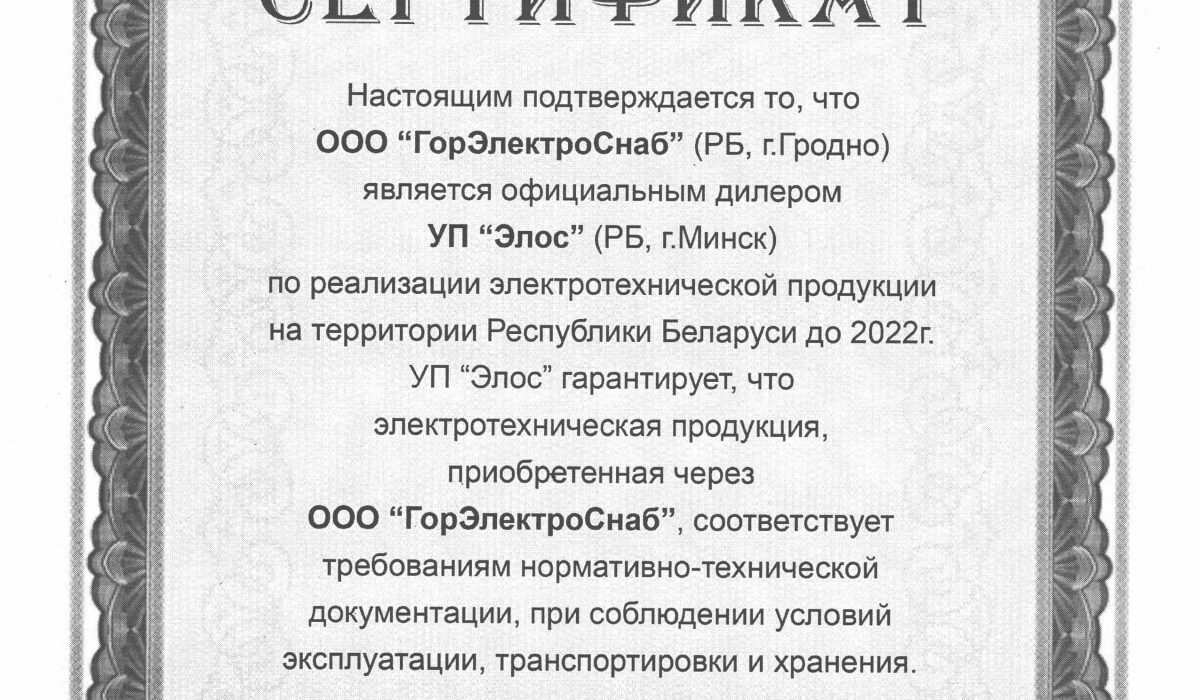 СЕРТИФИКАТ
Настоящим подтверждается то, что
ООО “ГорЭлектроСнаб” (РБ, г.Гродно)
является официальным дилером
УП “Элос” (РБ, г.Минск)
по реализации электротехнической продукции
на территории Республики Беларуси до 2022г.
УП “Элос” гарантирует, что
электротехническая продукция,
приобретенная через
ООО “ГорЭлектроСнаб”, соответствует
требованиям нормативно-технической
документации, при соблюдении условий
эксплуатации, транспортировки и хранения.